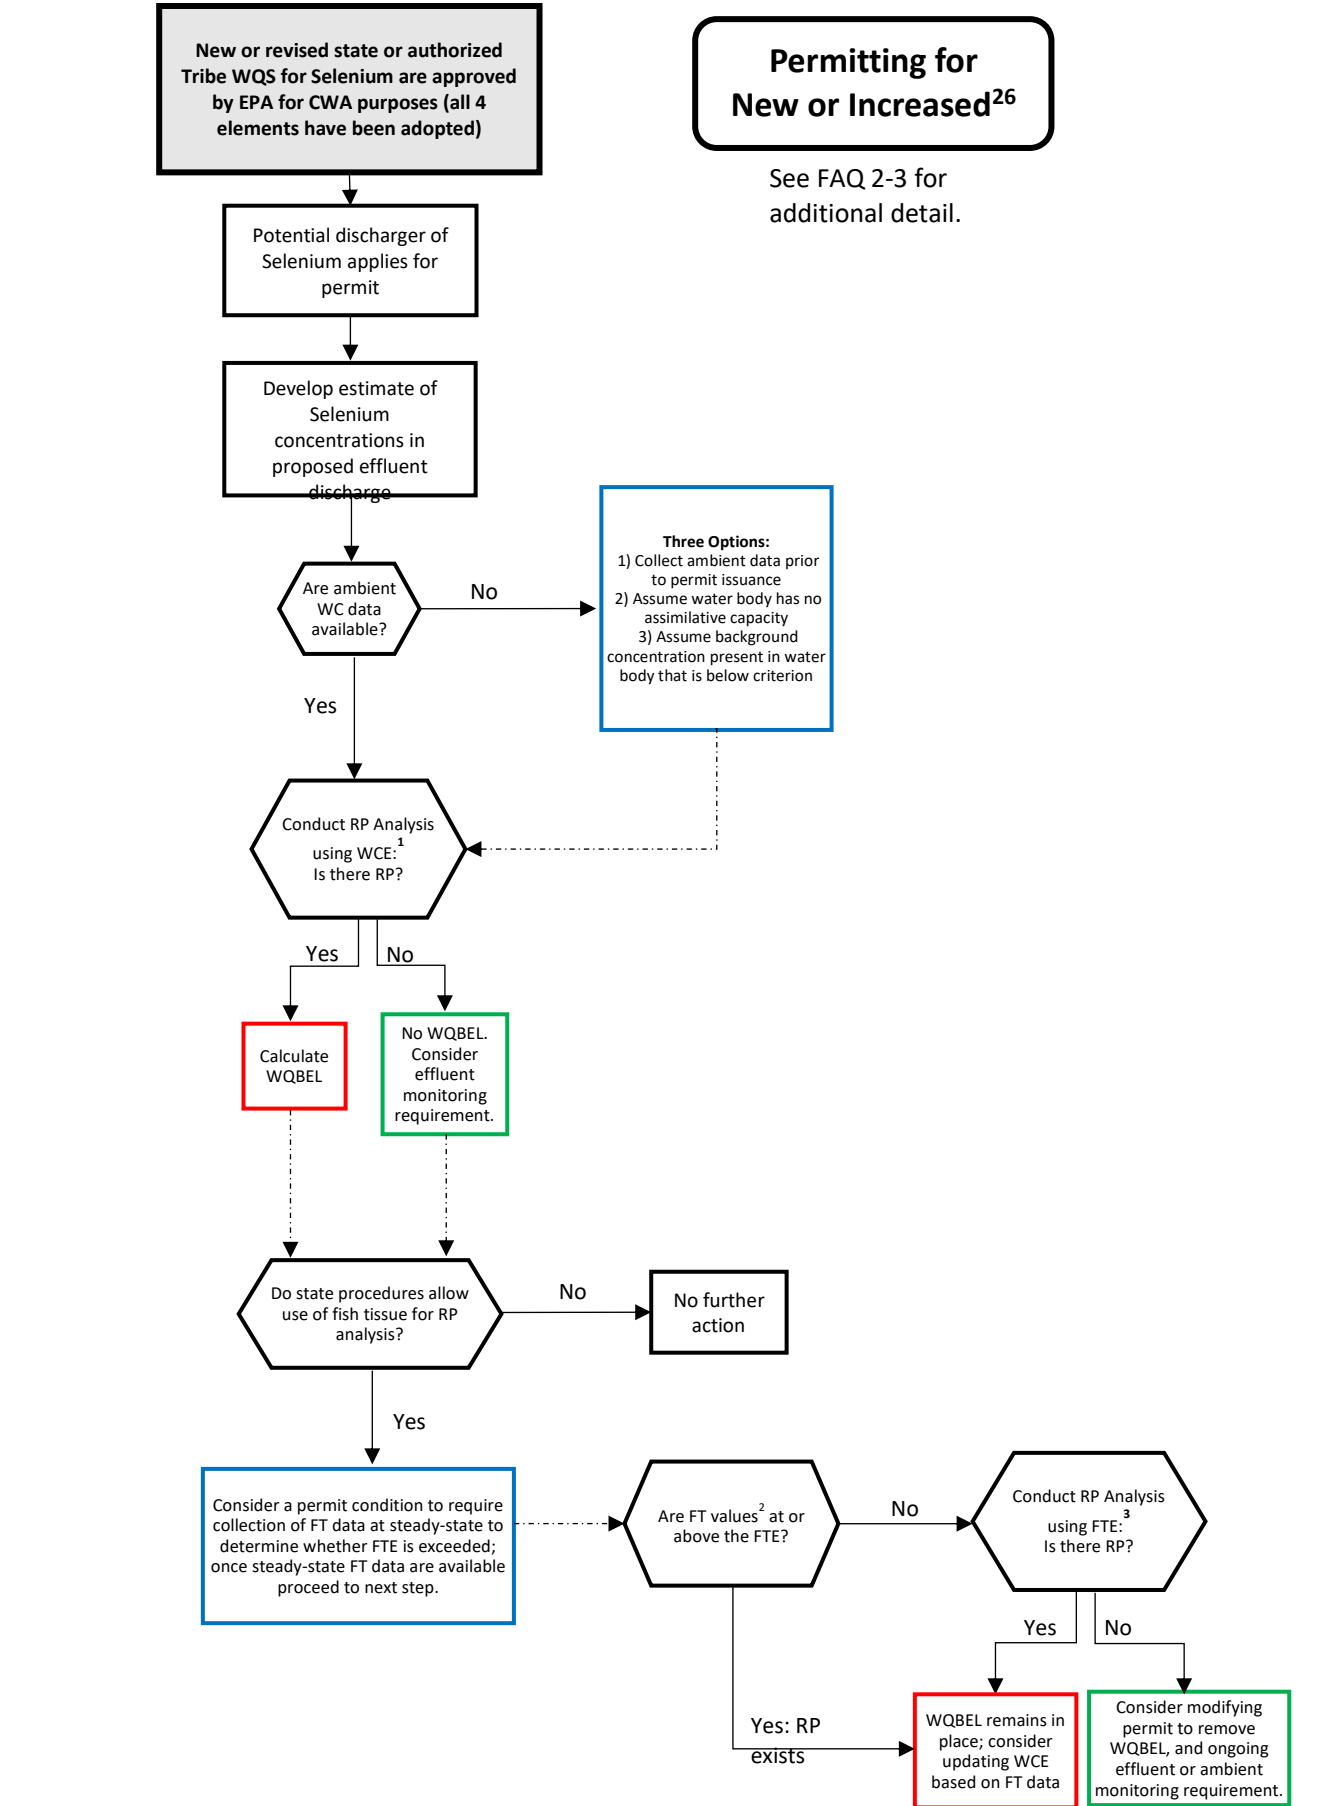 New or revised state or authorized
Tribe WQS for Selenium are approved
by EPA for CWA purposes (all 4
elements have been adopted)
Permitting for
New or Increased26
See FAQ 2-3 for
additional detail.
Potential discharger of
Selenium applies for
permit
Develop estimate of
Selenium
concentrations in
proposed effluent
discharge
Are ambient
WC data
available?
No
Three Options:
1) Collect ambient data prior
to permit issuance
2) Assume water body has no
assimilative capacity
3) Assume background
concentration present in water
body that is below criterion
Yes
Conduct RP Analysis
using WCE:1
Is there RP?
Yes
No
Calculate
WQBEL
No WQBEL.
Consider
effluent
monitoring
requirement.
Do state procedures allow
use of fish tissue for RP
analysis?
No
No further
action
Yes
Consider a permit condition to require
collection of FT data at steady-state to
determine whether FTE is exceeded;
once steady-state FT data are available
proceed to next step.
Are FT values2 at or
above the FTE?
No
Conduct RP Analysis
using FTE:3
Is there RP?
Yes
No
Yes: RP
exists
WQBEL remains in
place; consider
updating WCE
based on FT data
Consider modifying
permit to remove
WQBEL, and ongoing
effluent or ambient
monitoring requirement.